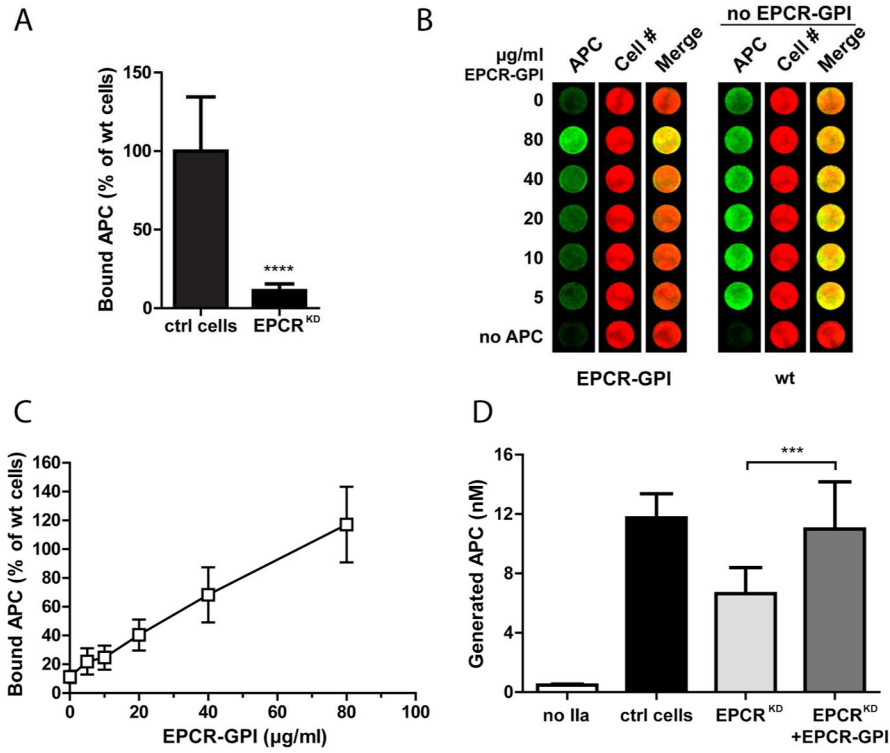 A
Bound APC (% of wt cells)
150
100
50
0
****
ctrl cells
EPCR KD
B
no EPCR-GPI
µg/ml
EPCR-GPI
APC
Cell #
Merge
APC
Cell #
Merge
0
80
40
20
10
5
no APC
EPCR-GPI
wt
C
Bound APC (% of wt cells)
160
140
120
100
80
60
40
20
0
0
20
40
60
80
100
EPCR-GPI (µg/ml)
D
Generated APC (nM)
16
12
8
4
0
***
no IIa
ctrl cells
EPCR KD
EPCR KD
+EPCR-GPI